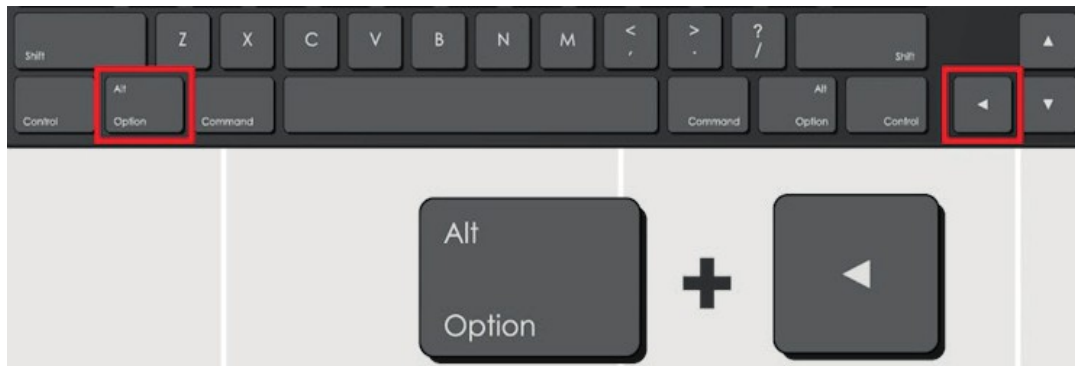 Shift Z X C V B N M < , > . ? / Shift
Control Alt Option Command Command Alt Option Control
Alt
Option
+